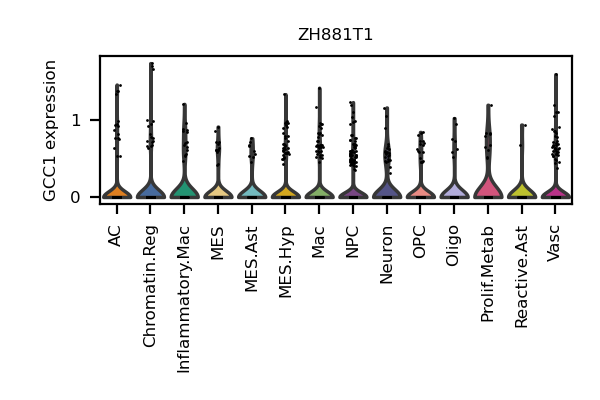 ZH881T1
GCC1 expression
1
0
AC
Chromatin.Reg
Inflammatory.Mac
MES
MES.Ast
MES.Hyp
Mac
NPC
Neuron
OPC
Oligo
Prolif.Metab
Reactive.Ast
Vasc